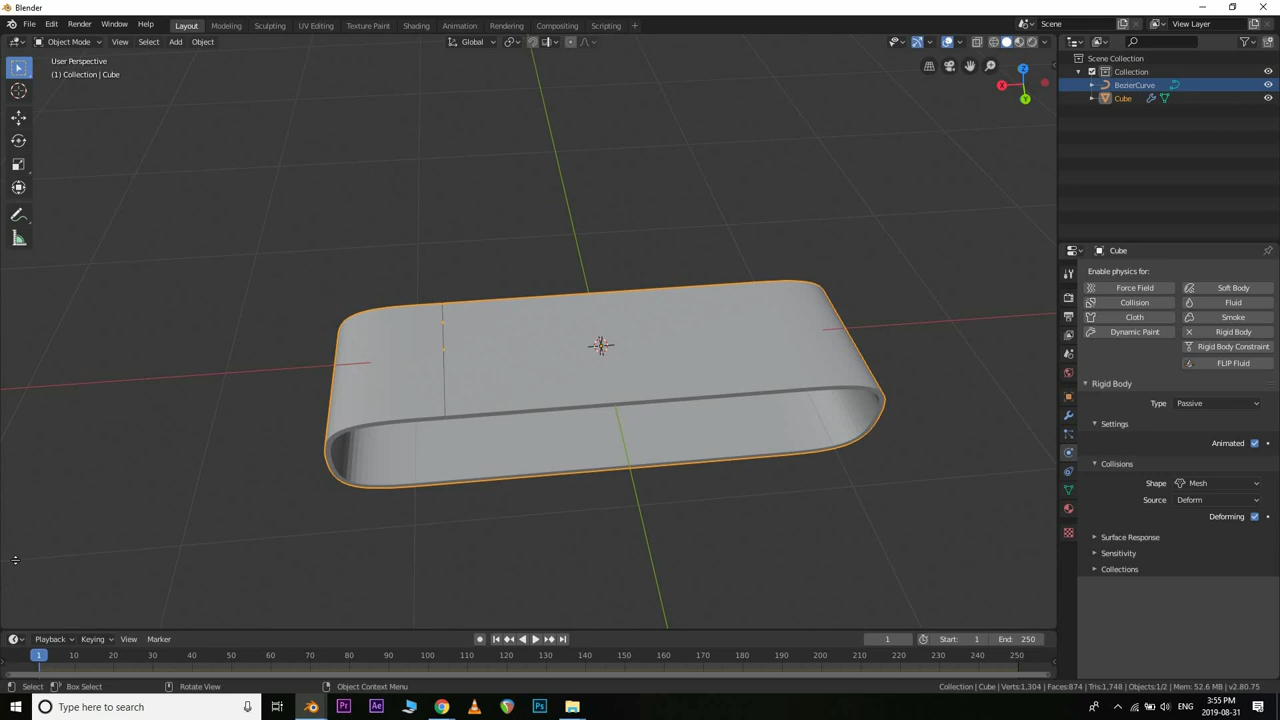 Blender
File Edit Render Window Help Layout Modeling Sculpting UV Editing Texture Paint Shading Animation Rendering Compositing Scripting + Scene View Layer
Object Mode View Select Add Object Global
User Perspective
(1) Collection | Cube
Z
X
Y
Scene Collection
Collection
BezierCurve
Cube
Cube
Enable physics for:
Force Field Soft Body
Collision Fluid
Cloth Smoke
Dynamic Paint Rigid Body
Rigid Body Constraint
FLIP Fluid
Rigid Body
Type Passive
Settings
Animated
Collisions
Shape Mesh
Source Deform
Deforming
Surface Response
Sensitivity
Collections
Playback Keying View Marker 1 Start: 1 End: 250
1 10 20 30 40 50 60 70 80 90 100 110 120 130 140 150 160 170 180 190 200 210 220 230 240 250
Select Box Select Rotate View Object Context Menu Collection | Cube | Verts:1,304 | Faces:874 | Tris:1,748 | Objects:1/2 | Mem: 52.6 MB | v2.80.75
Type here to search Pr Ae Ps ENG 3:55 PM
2019-08-31